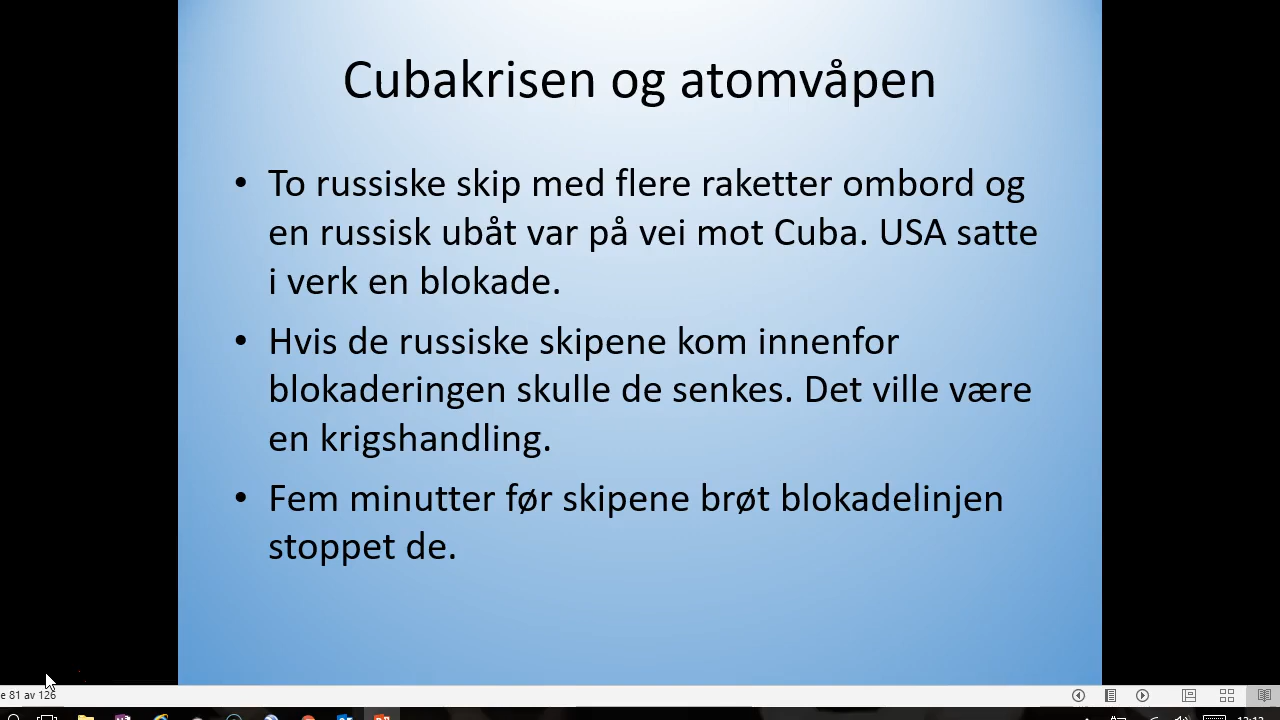 Cubakrisen og atomvåpen
• To russiske skip med flere raketter ombord og
en russisk ubåt var på vei mot Cuba. USA satte
i verk en blokade.
• Hvis de russiske skipene kom innenfor
blokaderingen skulle de senkes. Det ville være
en krigshandling.
• Fem minutter før skipene brøt blokadelinjen
stoppet de.
e 81 av 126